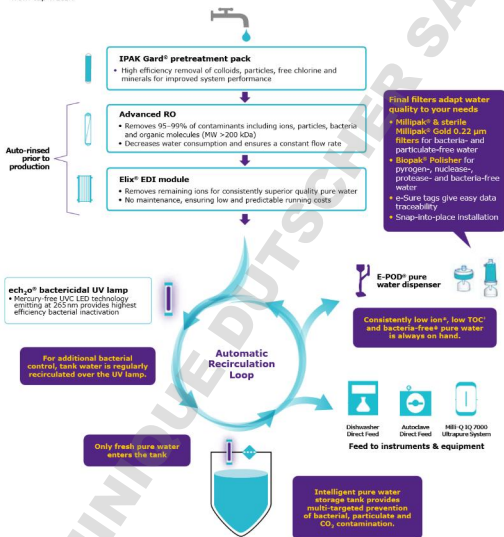 IPAK Gard® pretreatment pack
• High efficiency removal of colloids, particles, free chlorine and
minerals for improved system performance
Advanced RO
• Removes 95–99% of contaminants including ions, particles, bacteria
and organic molecules (MW >200 kDa)
• Decreases water consumption and ensures a constant flow rate
Auto-rinsed
prior to
production
Elix® EDI module
• Removes remaining ions for consistently superior quality pure water
• No maintenance, ensuring low and predictable running costs
Final filters adapt water
quality to your needs
• Millipak® & sterile
Millipak® Gold 0.22 µm
filters for bacteria- and
particulate-free water
• Biopak® Polisher for
pyrogen-, nuclease-,
protease- and bacteria-free
water
• e-Sure tags give easy data
traceability
• Snap-into-place installation
ech₂o® bactericidal UV lamp
• Mercury-free UVC LED technology
emitting at 265 nm provides highest
efficiency bacterial inactivation
E-POD® pure
water dispenser
Consistently low ion*, low TOC†
and bacteria-free‡ pure water
is always on hand.
For additional bacterial
control, tank water is regularly
recirculated over the UV lamp.
Automatic
Recirculation
Loop
Dishwasher
Direct Feed
Autoclave
Direct Feed
Milli-Q IQ 7000
Ultrapure System
Feed to instruments & equipment
Only fresh pure water
enters the tank
Intelligent pure water
storage tank provides
multi-targeted prevention
of bacterial, particulate and
CO₂ contamination.